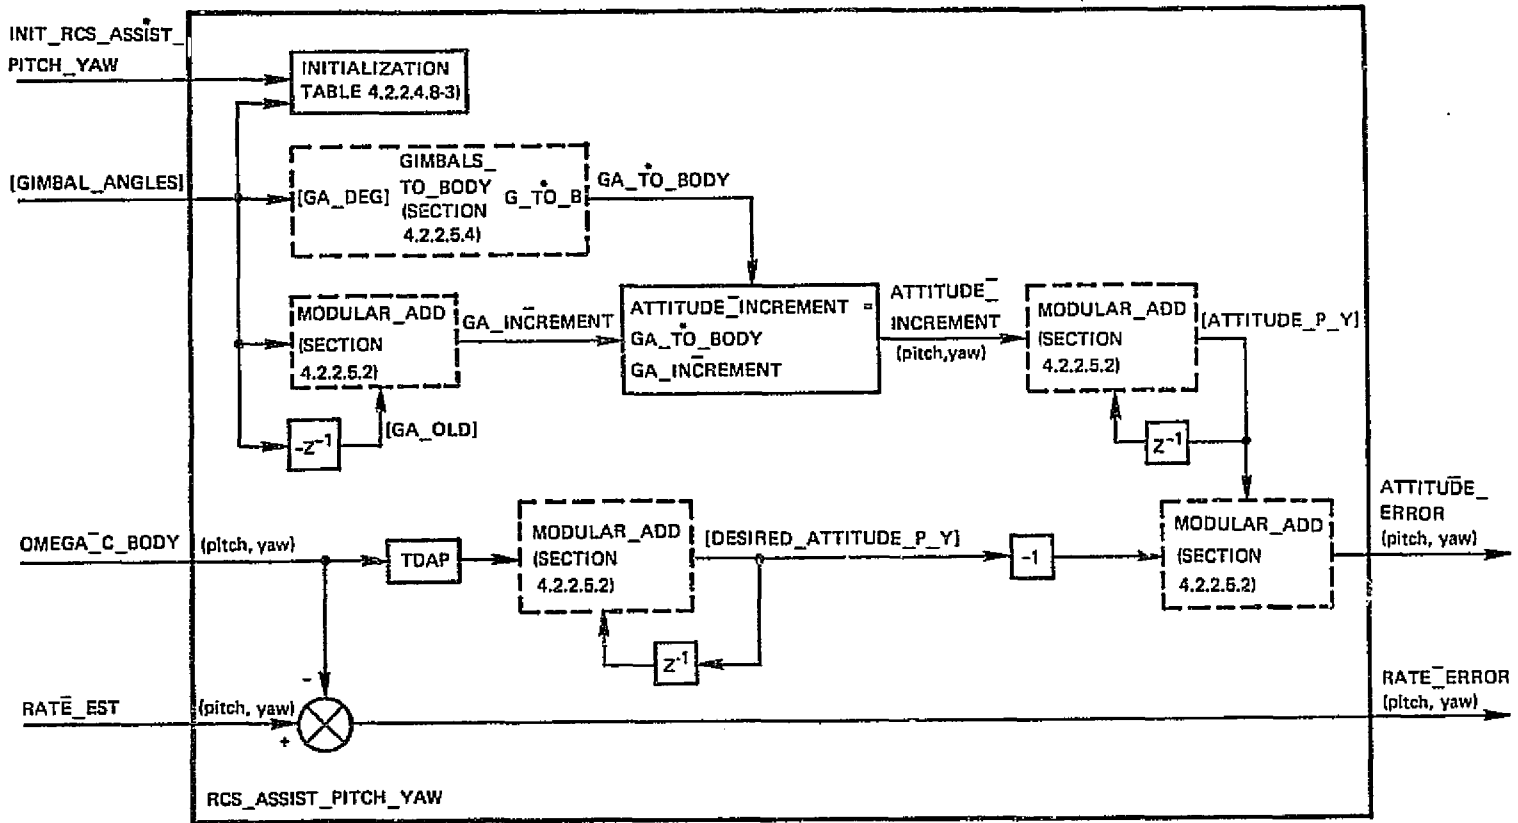 INIT_RCS_ASSIST_
PITCH_YAW
INITIALIZATION
TABLE 4.2.2.4.8-3)
[GIMBAL_ANGLES]
[GA_DEG]
GIMBALS_
TO_BODY
(SECTION
4.2.2.5.4)
G_TO_B
GA_TO_BODY
MODULAR_ADD
(SECTION
4.2.2.5.2)
GA_INCREMENT
ATTITUDE_INCREMENT =
GA_TO_BODY
GA_INCREMENT
ATTITUDE_
INCREMENT
(pitch,yaw)
MODULAR_ADD
(SECTION
4.2.2.5.2)
[ATTITUDE_P_Y]
-Z⁻¹
[GA_OLD]
Z⁻¹
OMEGA_C_BODY
(pitch, yaw)
TDAP
MODULAR_ADD
(SECTION
4.2.2.5.2)
[DESIRED_ATTITUDE_P_Y]
-1
MODULAR_ADD
(SECTION
4.2.2.5.2)
ATTITUDE_
ERROR
(pitch, yaw)
Z⁻¹
RATE_EST
(pitch, yaw)
-
+
RATE_ERROR
(pitch, yaw)
RCS_ASSIST_PITCH_YAW